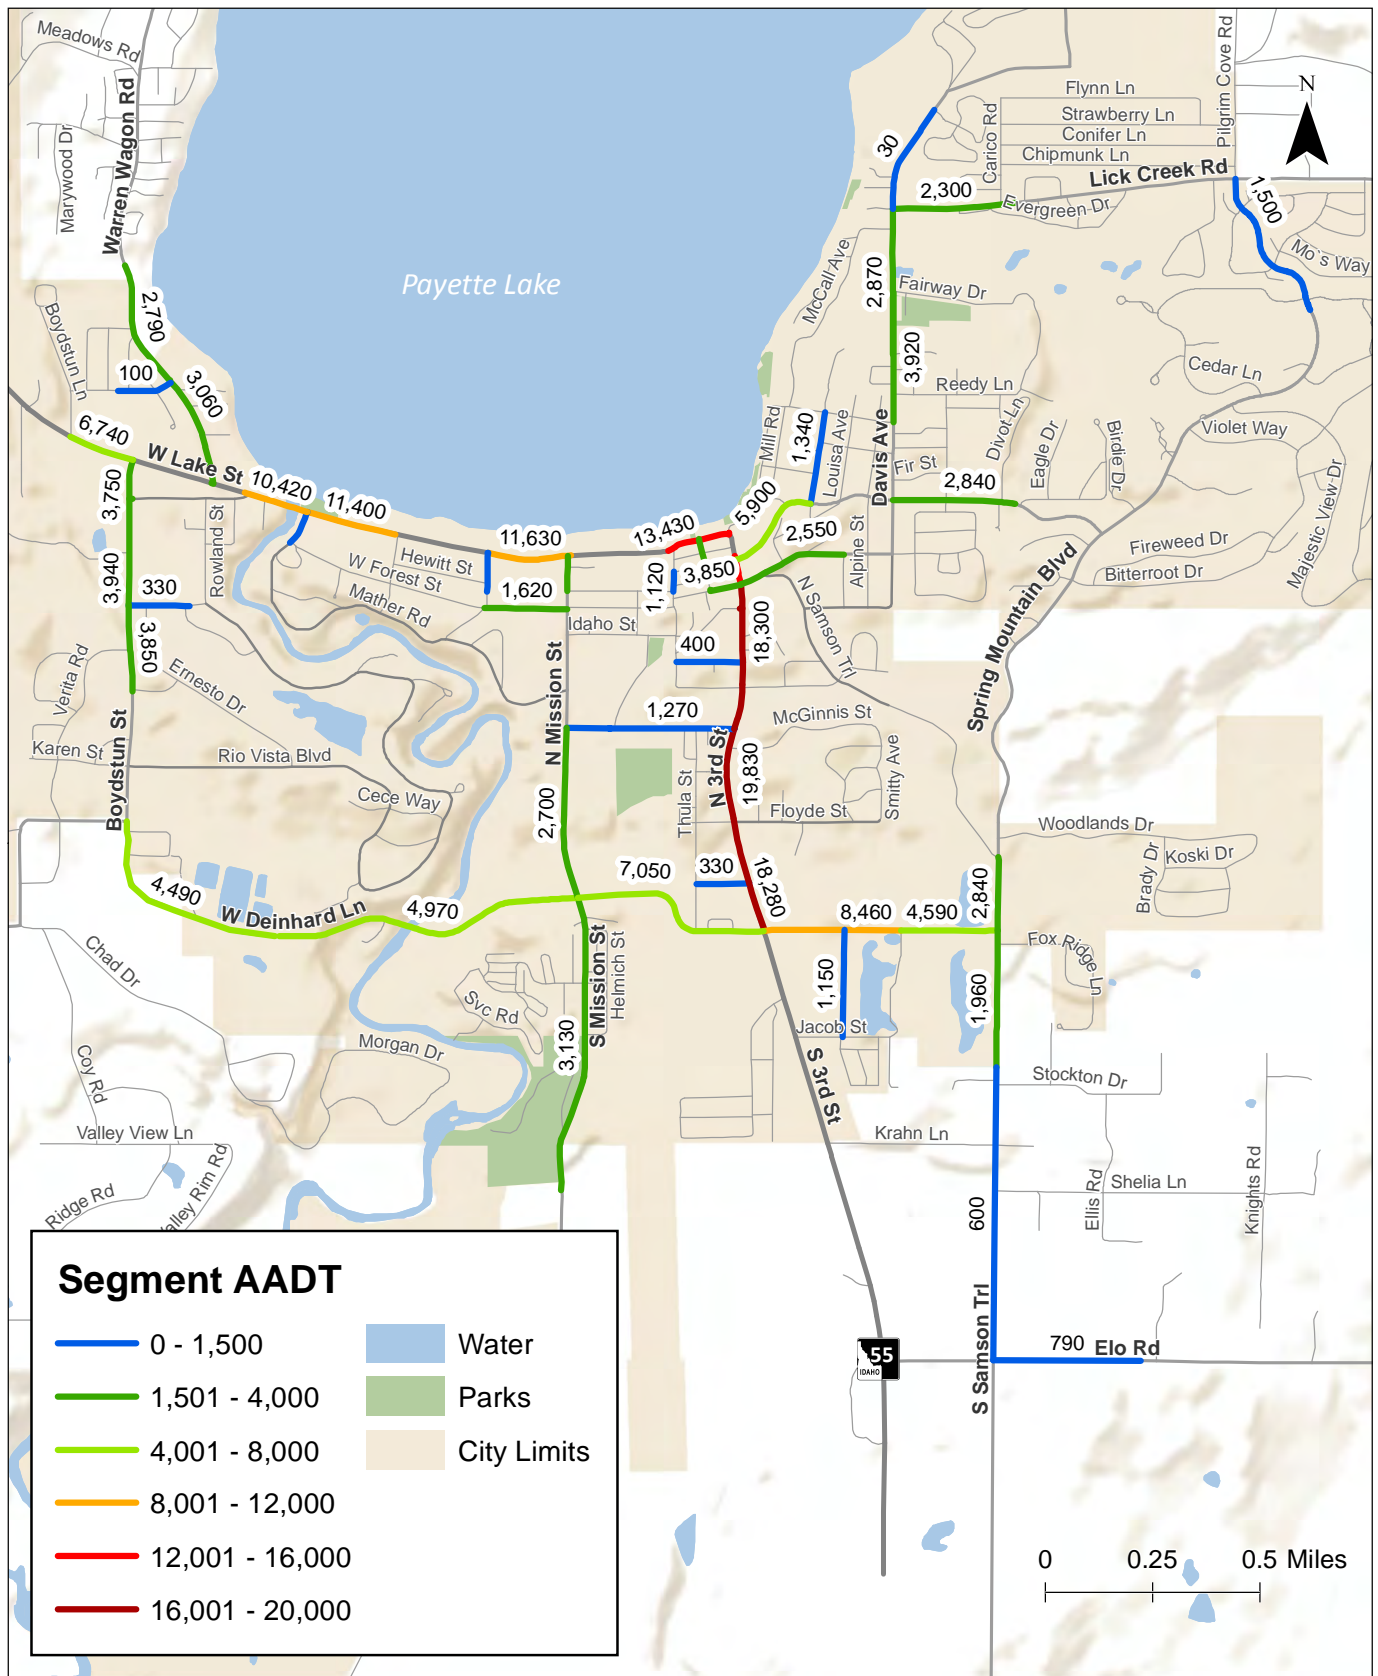 Meadows Rd
Warren Wagon Rd
Marywood Dr
Payette Lake
Flynn Ln
Strawberry Ln
Conifer Ln
Chipmunk Ln
Carico Rd
Pilgrim Cove Rd
N
Lick Creek Rd
Evergreen Dr
30
2,300
1,500
Mo's Way
McCall Ave
2,870
Fairway Dr
3,920
Reedy Ln
Cedar Ln
Boydstun Ln
2,790
100
3,060
6,740
W Lake St
3,750
10,420
11,400
11,630
13,430
5,900
Mill Rd
1,340
Louisa Ave
Davis Ave
Fir St
Divot Ln
Eagle Dr
Birdie Dr
Violet Way
Majestic View Dr
2,840
2,550
Alpine St
Fireweed Dr
Bitterroot Dr
Spring Mountain Blvd
Rowland St
Hewitt St
W Forest St
Mather Rd
3,940
330
3,850
1,620
1,120
3,850
Idaho St
N Samson Trl
18,300
400
Verita Rd
Ernesto Dr
Karen St
Rio Vista Blvd
Boydstun St
Cece Way
N Mission St
1,270
N 3rd St
McGinnis St
19,830
Smitty Ave
Thula St
Floyde St
2,700
Woodlands Dr
Koski Dr
Brady Dr
4,490
W Deinhard Ln
4,970
7,050
330
18,280
8,460
4,590
2,840
Fox Ridge Ln
Chad Dr
Svc Rd
S Mission St
Helmich St
1,150
1,960
Jacob St
Coy Rd
Morgan Dr
3,130
S 3rd St
Stockton Dr
Valley View Ln
Krahn Ln
Ridge Rd
alley Rim Rd
600
Ellis Rd
Shelia Ln
Knights Rd
S Samson Trl
790
Elo Rd
55
IDAHO
Segment AADT
0 - 1,500
1,501 - 4,000
4,001 - 8,000
8,001 - 12,000
12,001 - 16,000
16,001 - 20,000
Water
Parks
City Limits
0 0.25 0.5 Miles